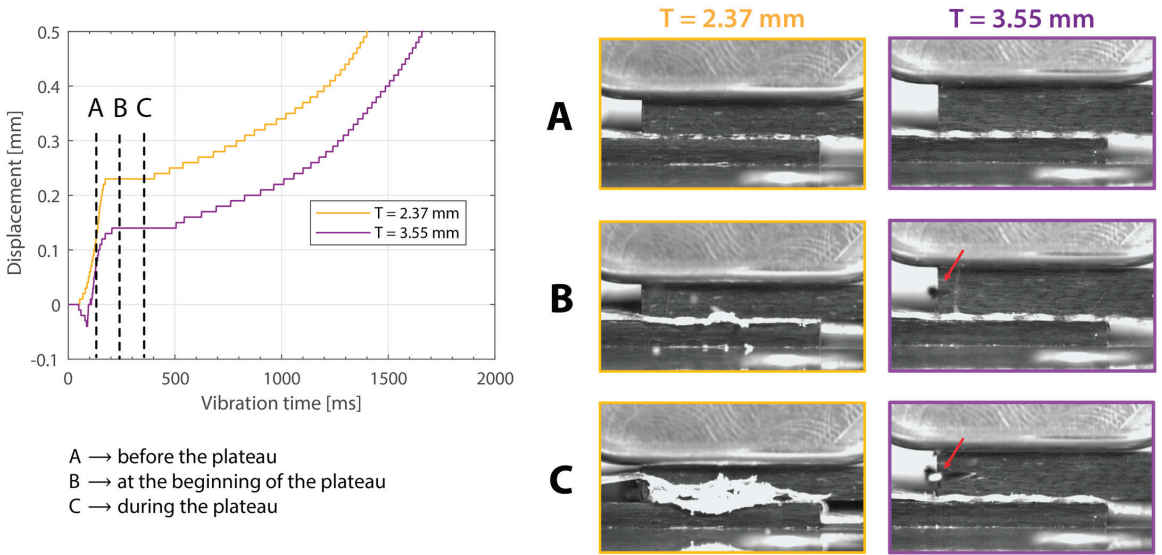 T = 2.37 mm
T = 3.55 mm
Displacement [mm]
0.5
0.4
0.3
0.2
0.1
0
-0.1
A
B
C
T = 2.37 mm
T = 3.55 mm
0
500
1000
1500
2000
Vibration time [ms]
A → before the plateau
B → at the beginning of the plateau
C → during the plateau
A
B
C